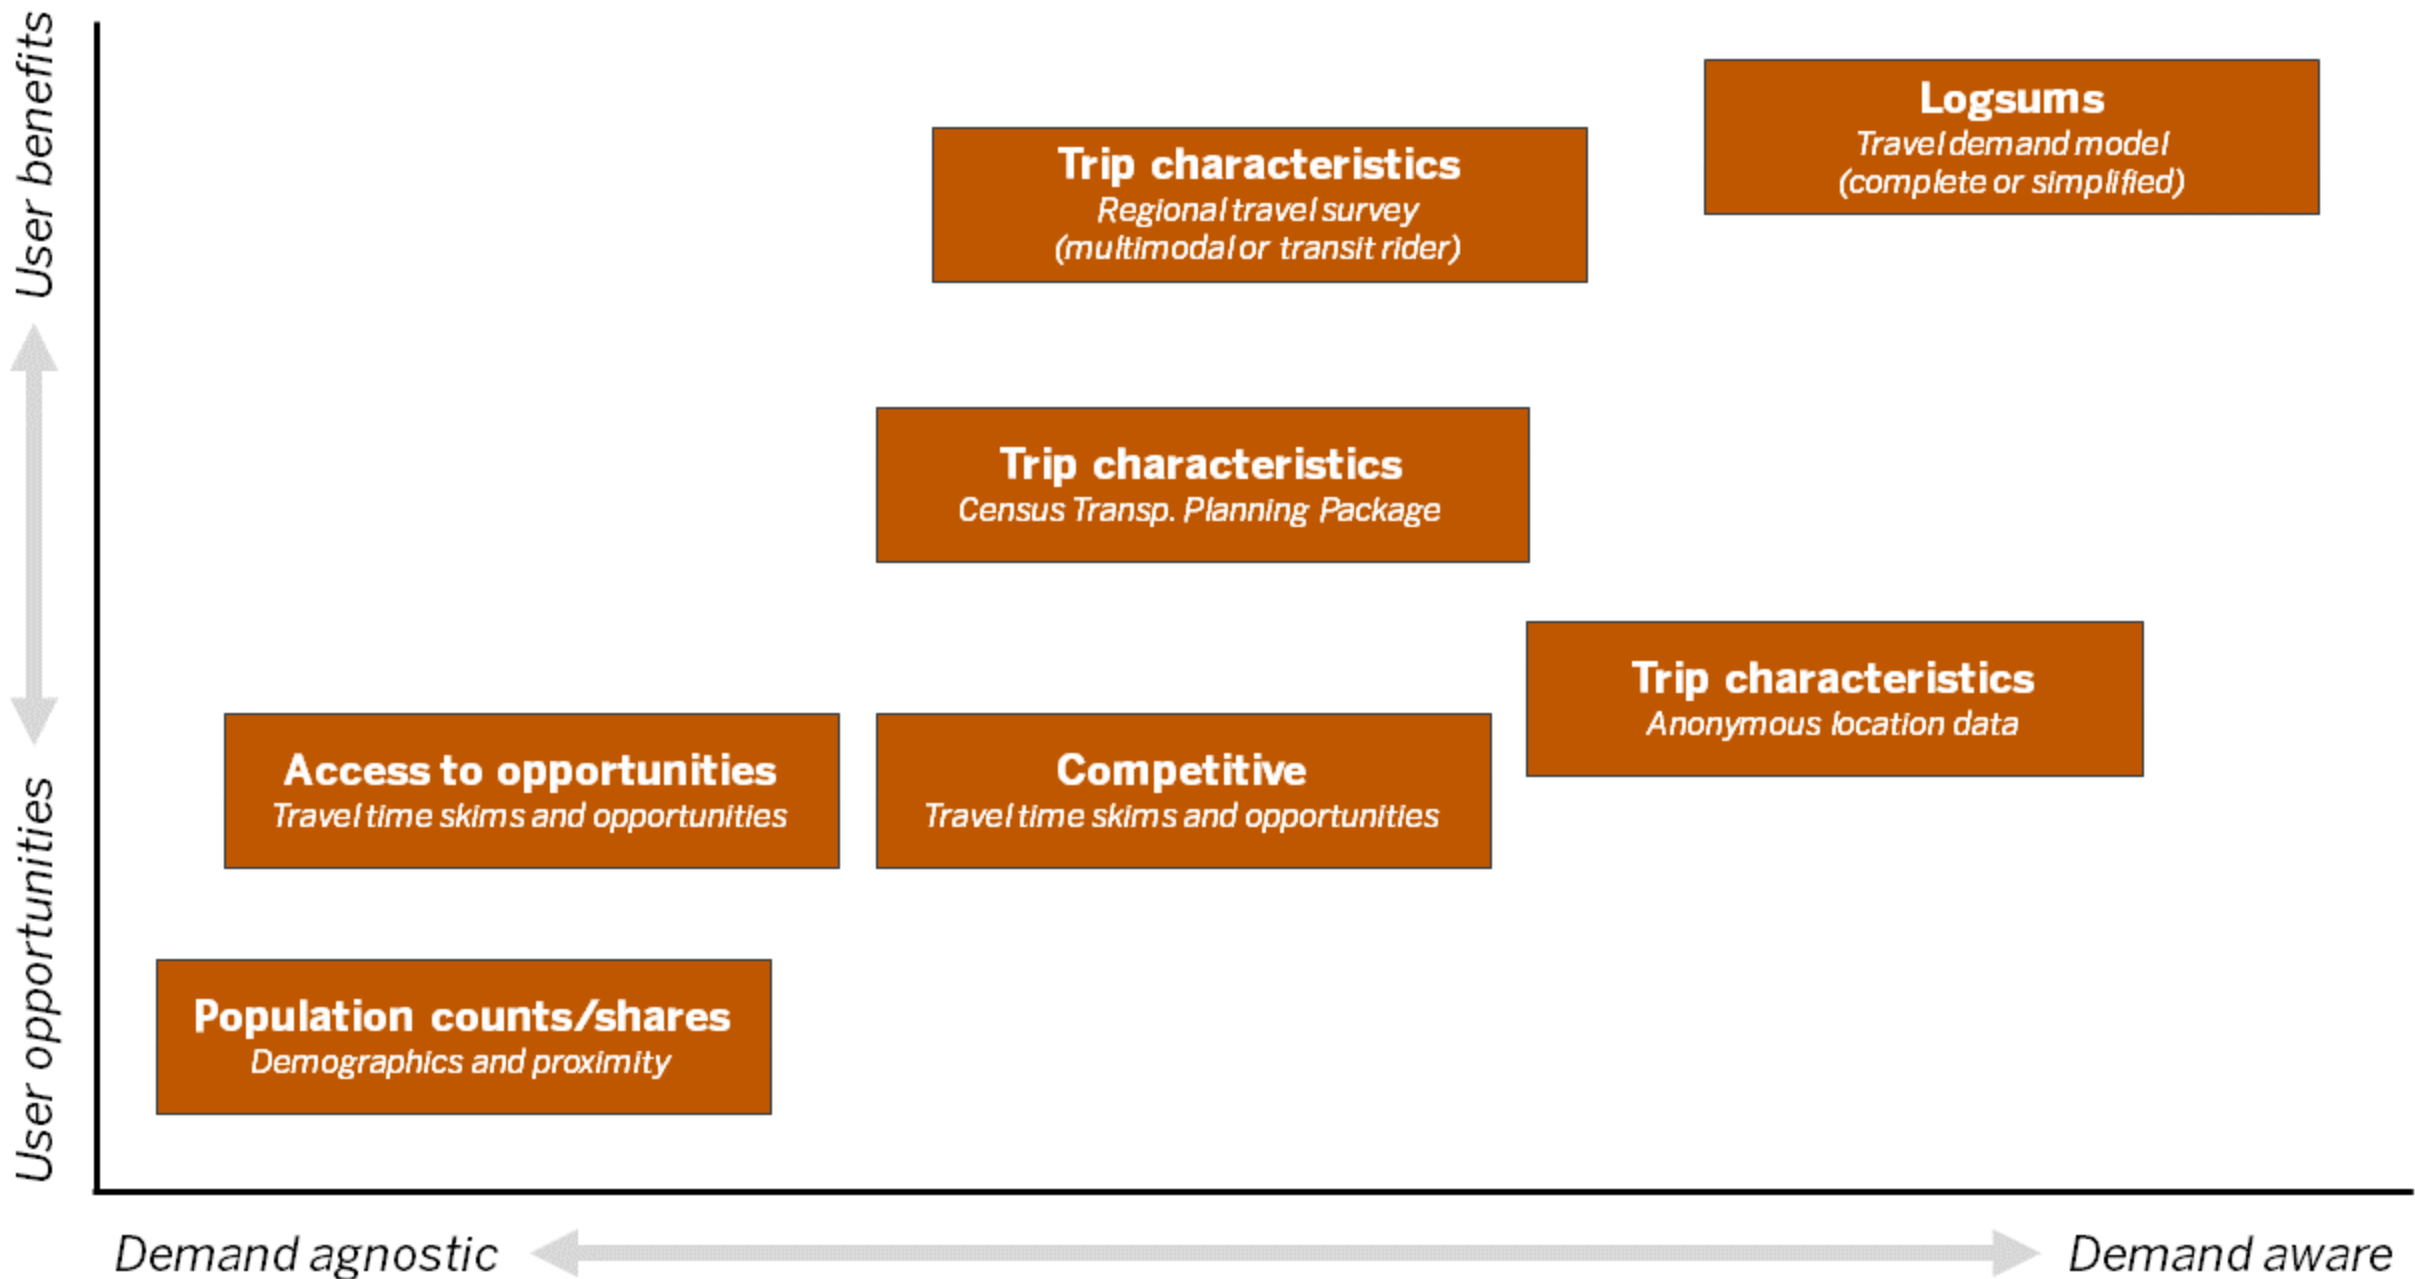 User benefits
Logsums
Travel demand model
(complete or simplified)
Trip characteristics
Regional travel survey
(multimodal or transit rider)
Trip characteristics
Census Transp. Planning Package
Trip characteristics
Anonymous location data
Access to opportunities
Travel time skims and opportunities
Competitive
Travel time skims and opportunities
User opportunities
Population counts/shares
Demographics and proximity
Demand agnostic
Demand aware